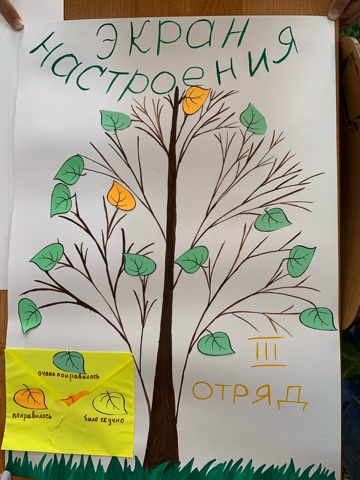 ЭКРАН
НАСТРОЕНИЯ
III
ОТРЯД
очень понравилось
понравилось
было скучно